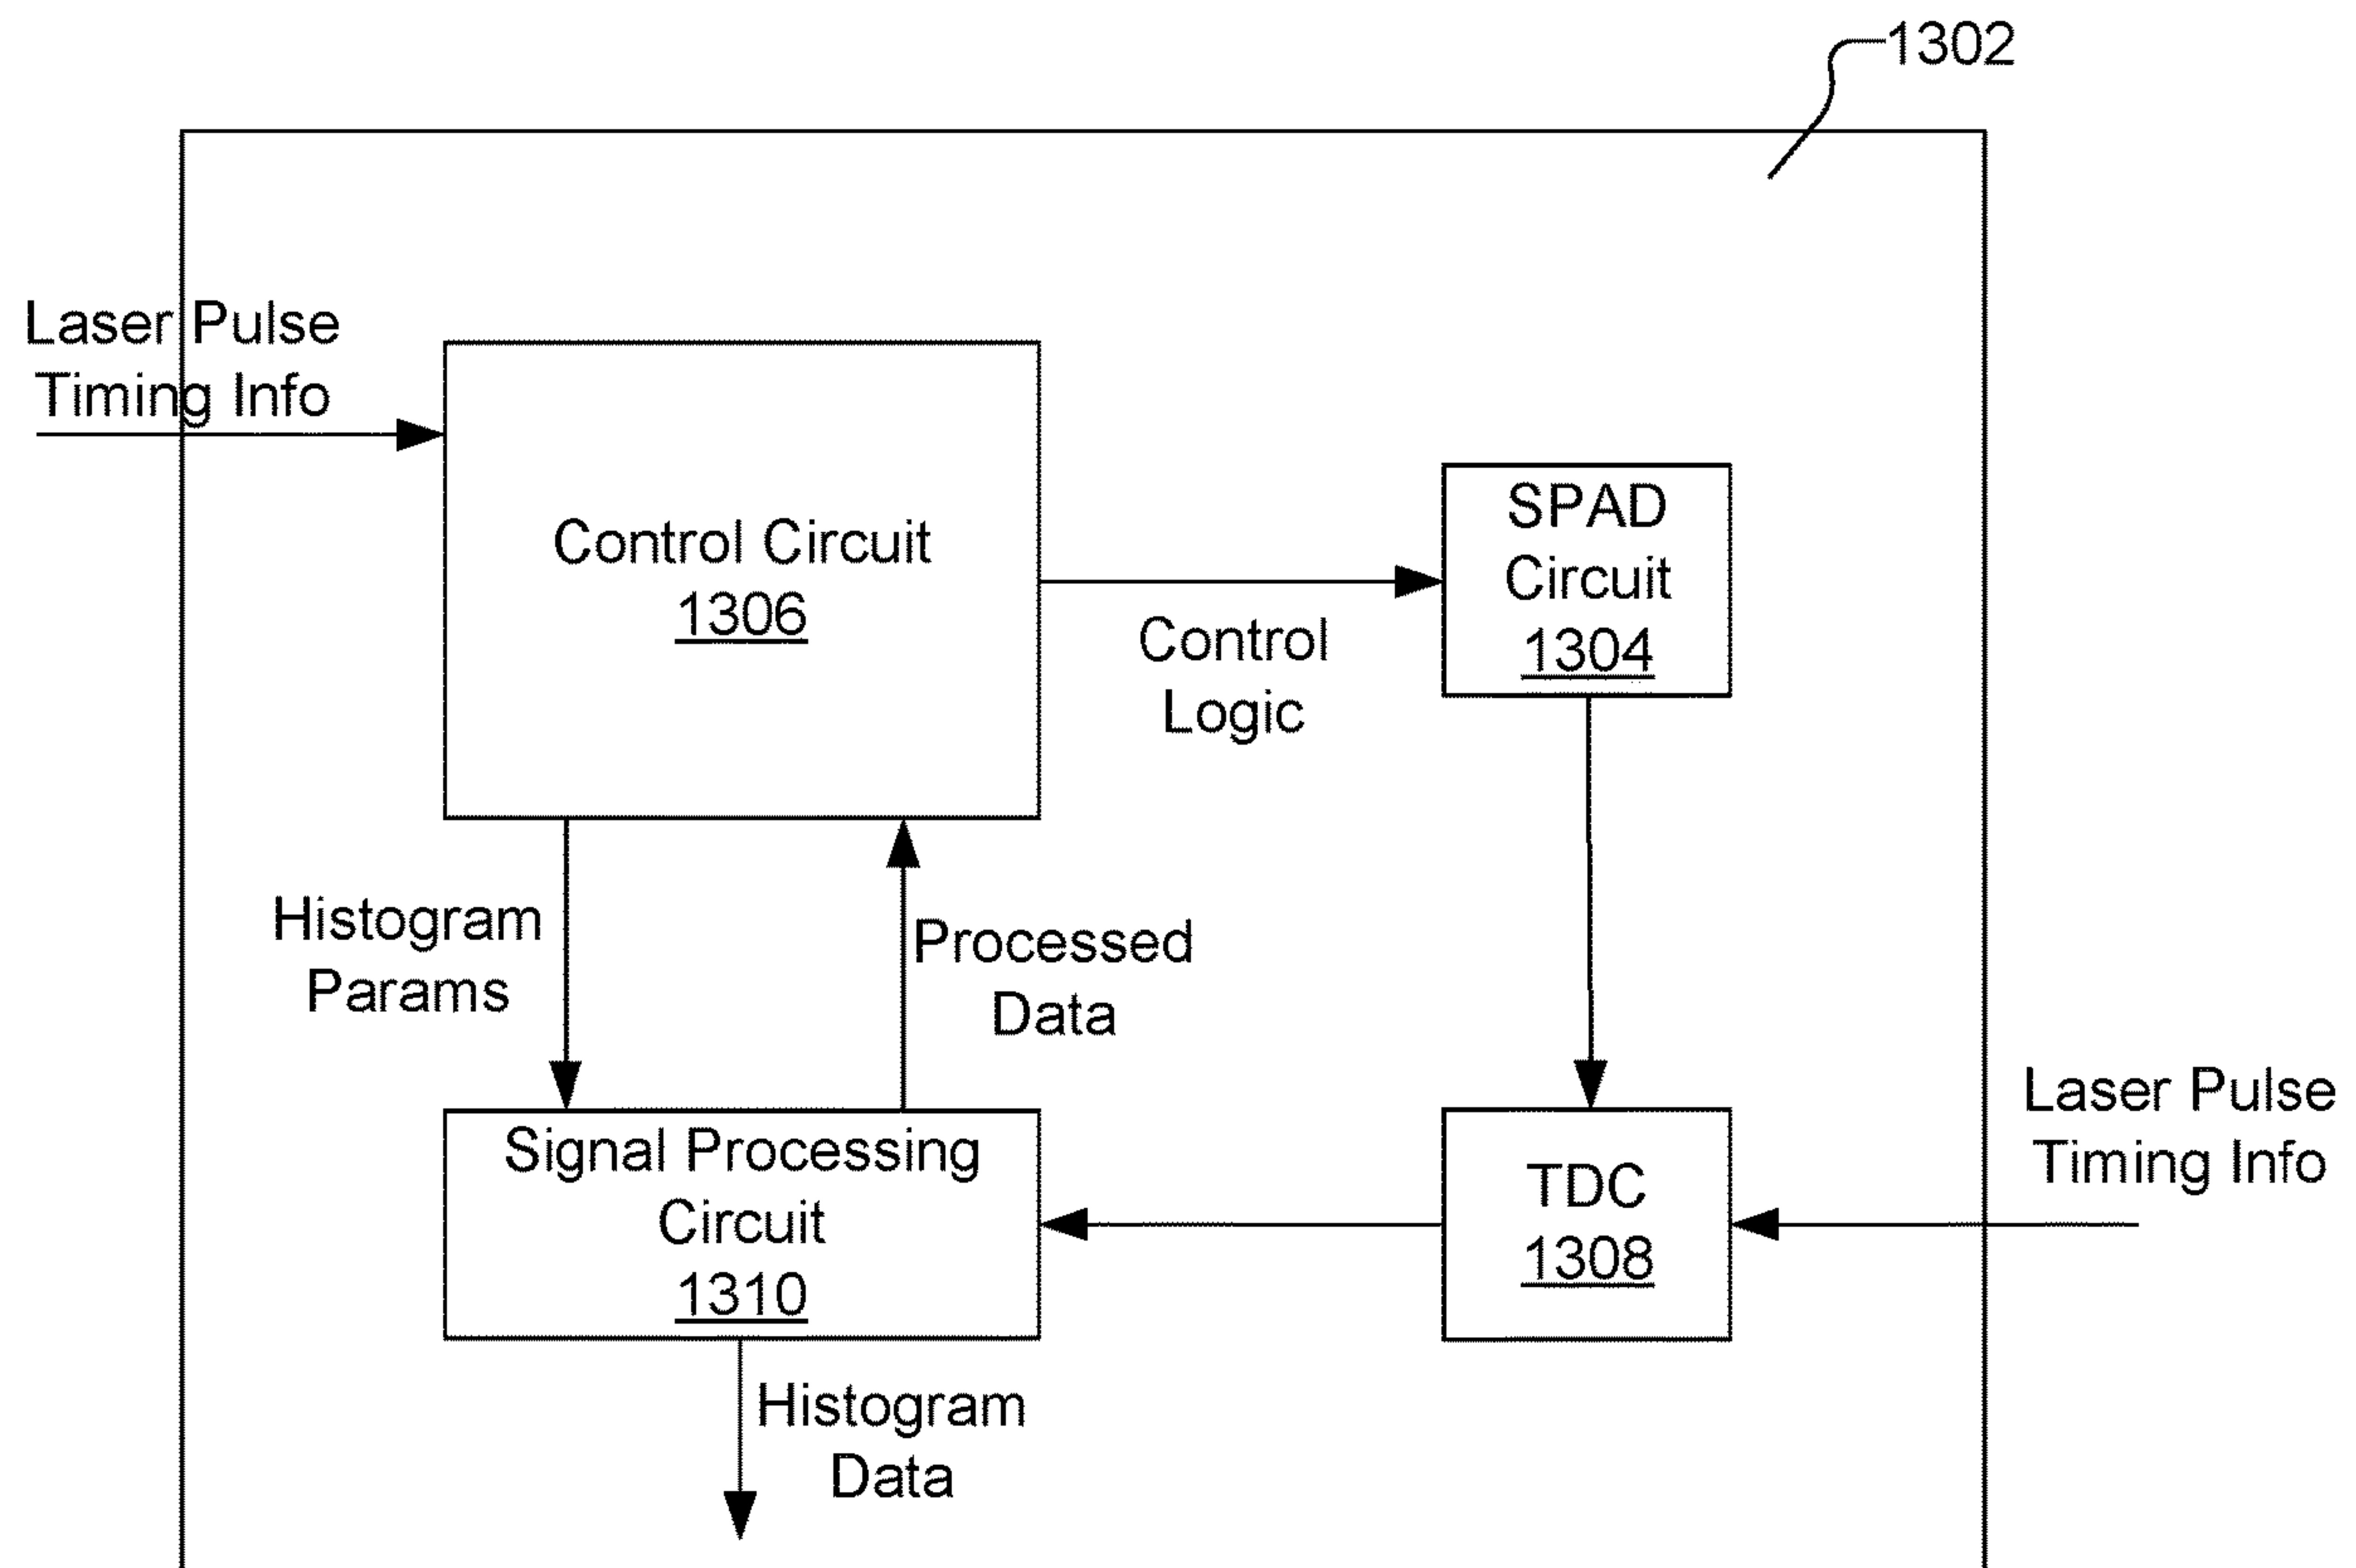 1302
Laser Pulse
Timing Info
Control Circuit
1306
SPAD
Circuit
1304
Control
Logic
Histogram
Params
Processed
Data
Laser Pulse
Timing Info
Signal Processing
Circuit
1310
TDC
1308
Histogram
Data